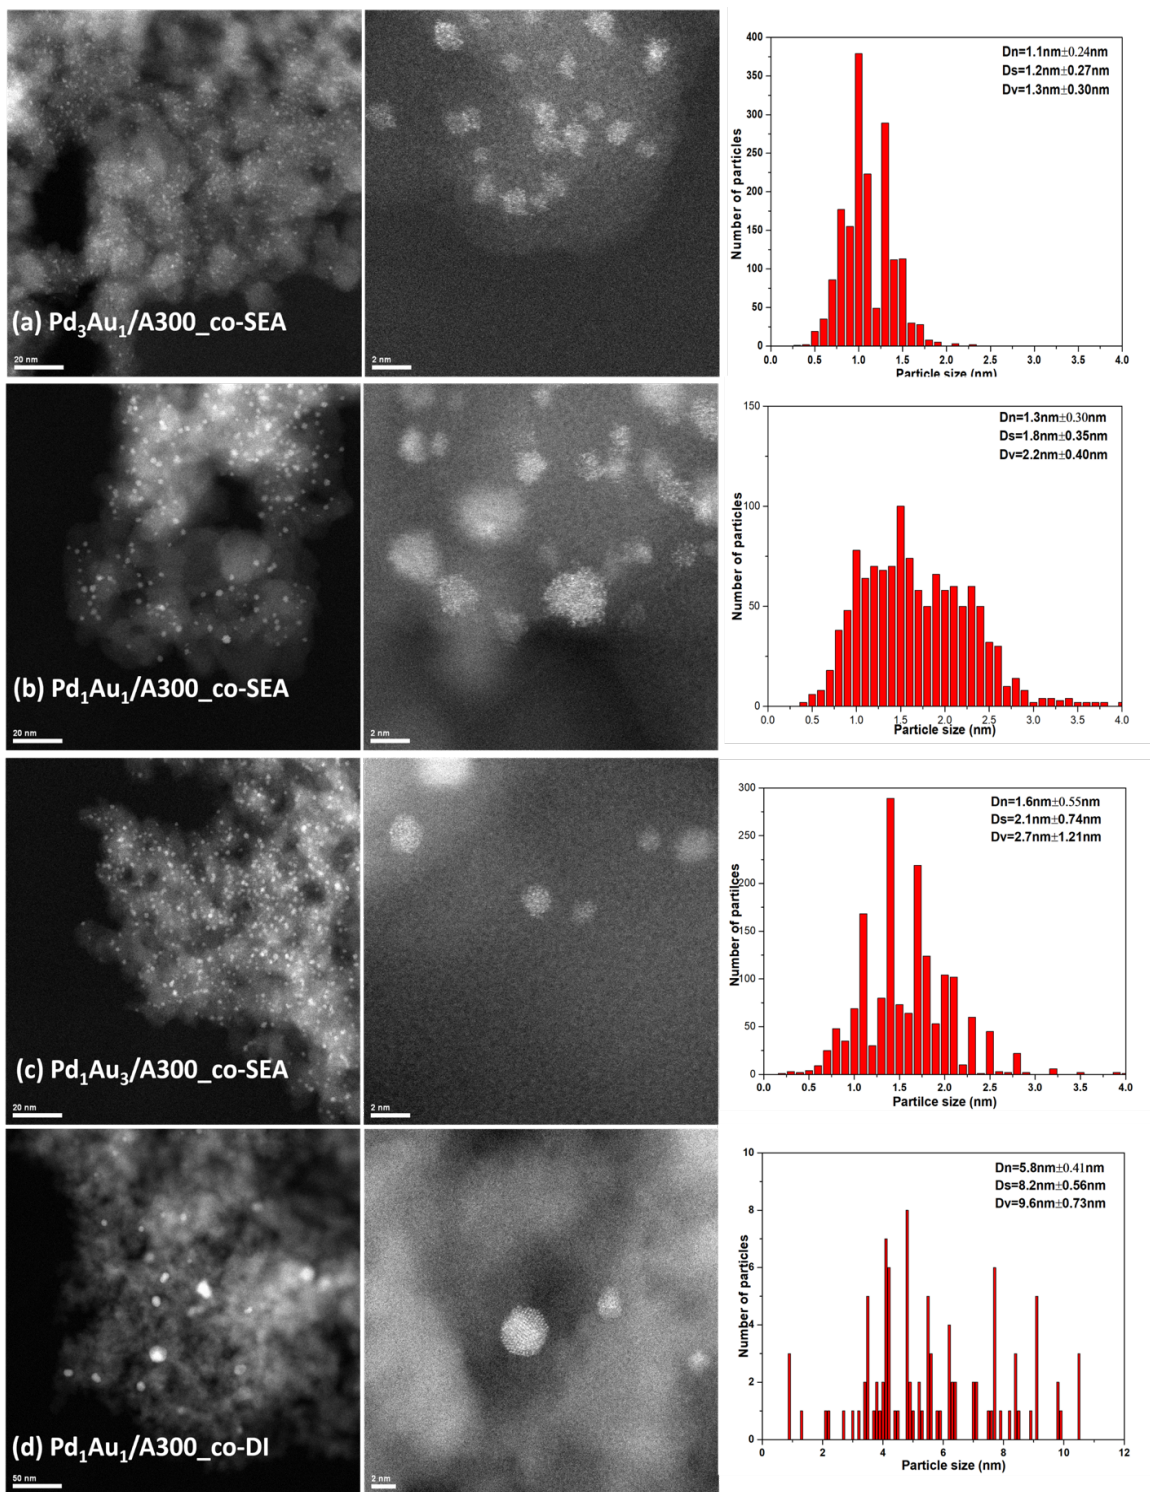 (a) Pd₃Au₁/A300_co-SEA
20 nm
2 nm
Dn=1.1nm±0.24nm
Ds=1.2nm±0.27nm
Dv=1.3nm±0.30nm
Number of particles
400
350
300
250
200
150
100
50
0
0.0 0.5 1.0 1.5 2.0 2.5 3.0 3.5 4.0
Particle size (nm)
(b) Pd₁Au₁/A300_co-SEA
20 nm
2 nm
Dn=1.3nm±0.30nm
Ds=1.8nm±0.35nm
Dv=2.2nm±0.40nm
Number of particles
150
100
50
0
0.0 0.5 1.0 1.5 2.0 2.5 3.0 3.5 4.0
Particle size (nm)
(c) Pd₁Au₃/A300_co-SEA
20 nm
2 nm
Dn=1.6nm±0.55nm
Ds=2.1nm±0.74nm
Dv=2.7nm±1.21nm
Number of partilces
300
250
200
150
100
50
0
0.0 0.5 1.0 1.5 2.0 2.5 3.0 3.5 4.0
Partilce size (nm)
(d) Pd₁Au₁/A300_co-DI
50 nm
2 nm
Dn=5.8nm±0.41nm
Ds=8.2nm±0.56nm
Dv=9.6nm±0.73nm
Number of particles
10
8
6
4
2
0
0 2 4 6 8 10 12
Particle size (nm)